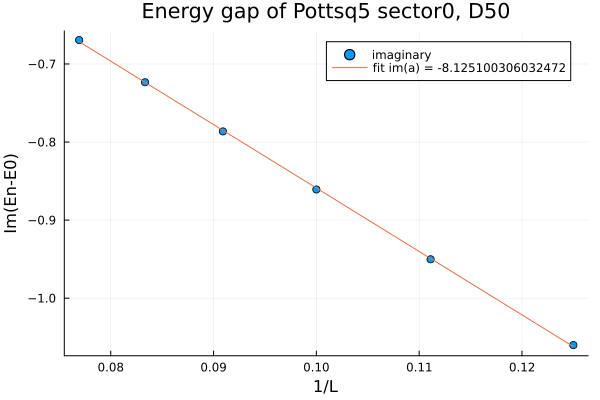 Energy gap of Pottsq5 sector0, D50
imaginary
fit im(a) = -8.125100306032472
Im(En-E0)
−0.7
−0.8
−0.9
−1.0
0.08 0.09 0.10 0.11 0.12
1/L